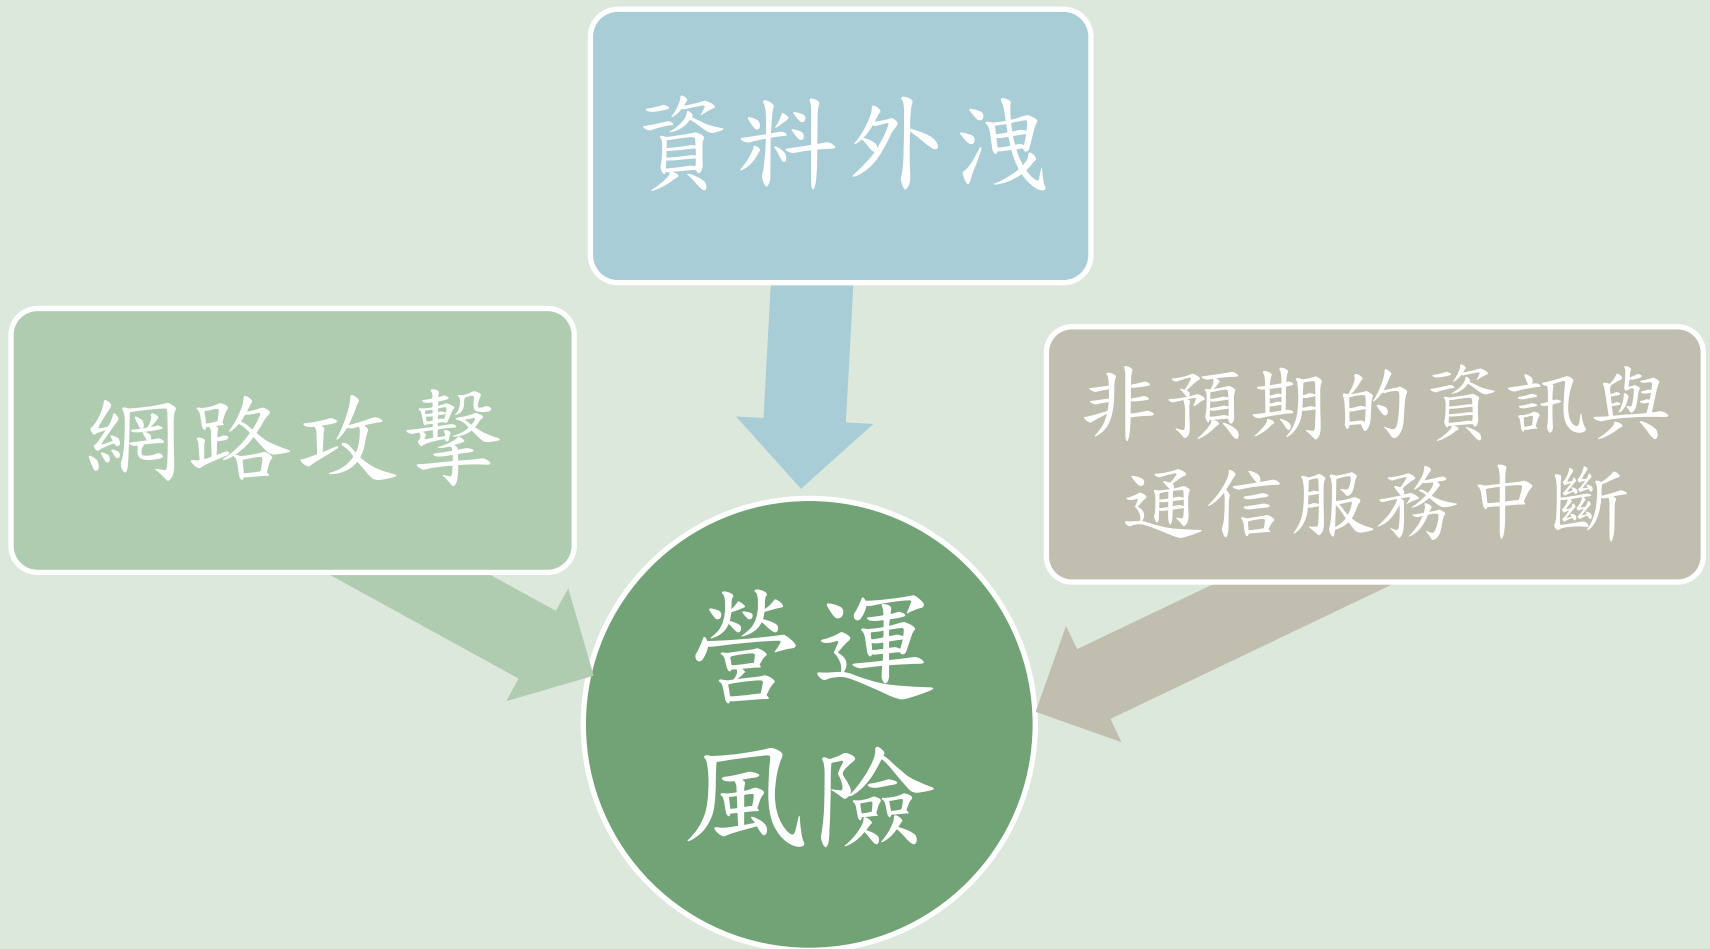 資料外洩
網路攻擊
非預期的資訊與
通信服務中斷
營運
風險